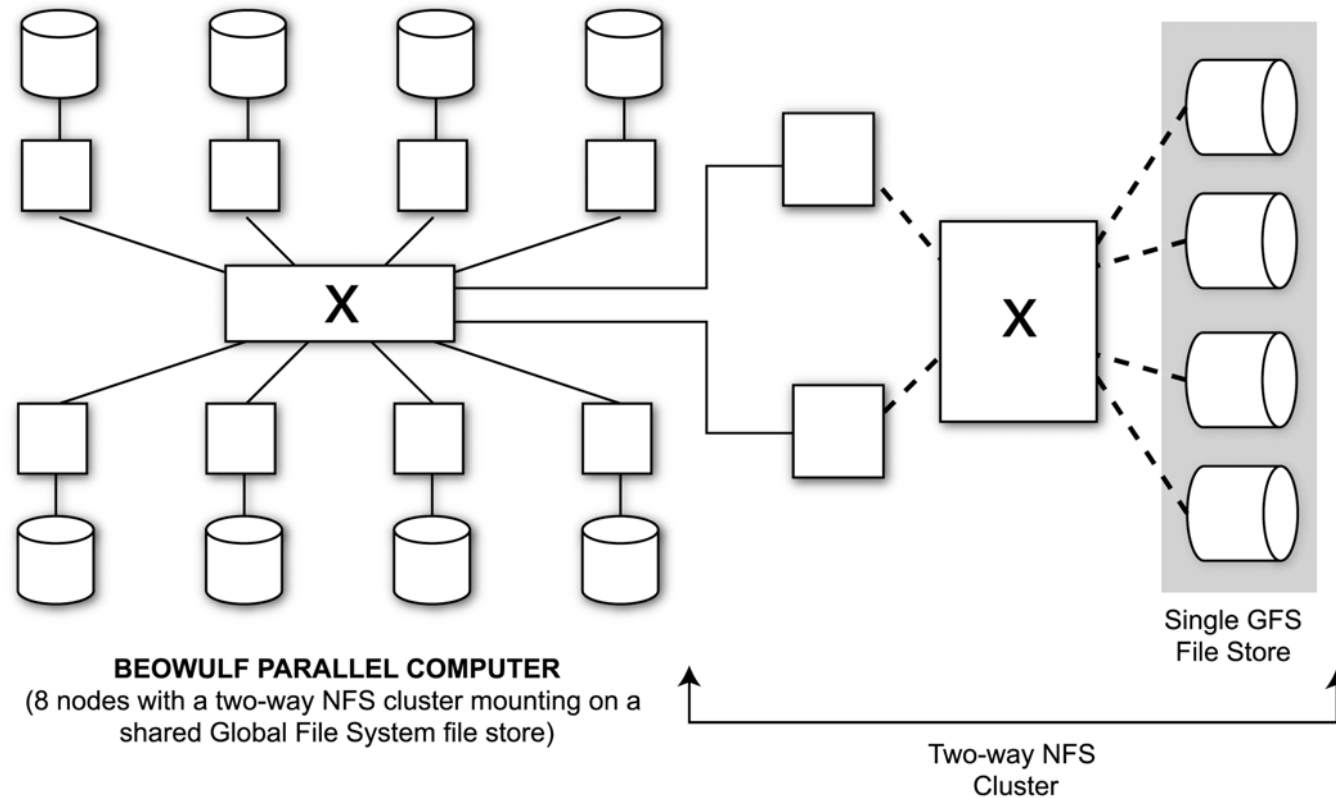 X
X
Single GFS
File Store
BEOWULF PARALLEL COMPUTER
(8 nodes with a two-way NFS cluster mounting on a
shared Global File System file store)
Two-way NFS
Cluster